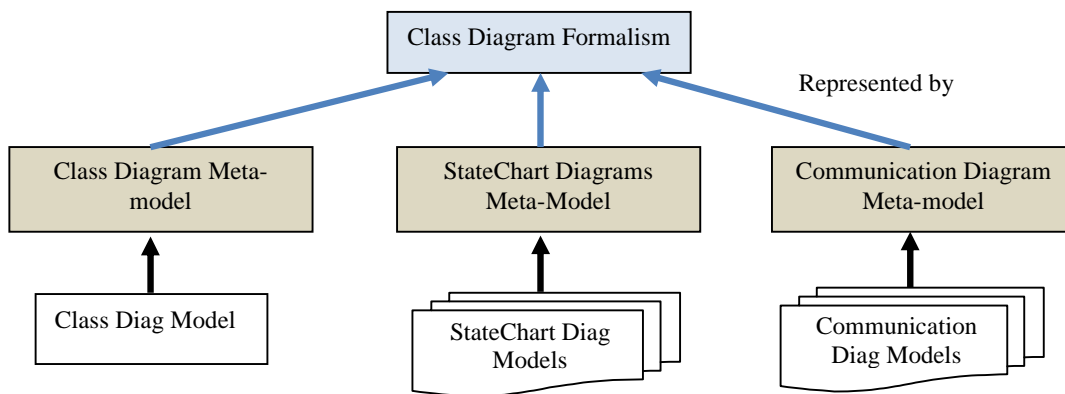 Class Diagram Formalism
Represented by
Class Diagram Meta-
model
StateChart Diagrams
Meta-Model
Communication Diagram
Meta-model
Class Diag Model
StateChart Diag
Models
Communication
Diag Models